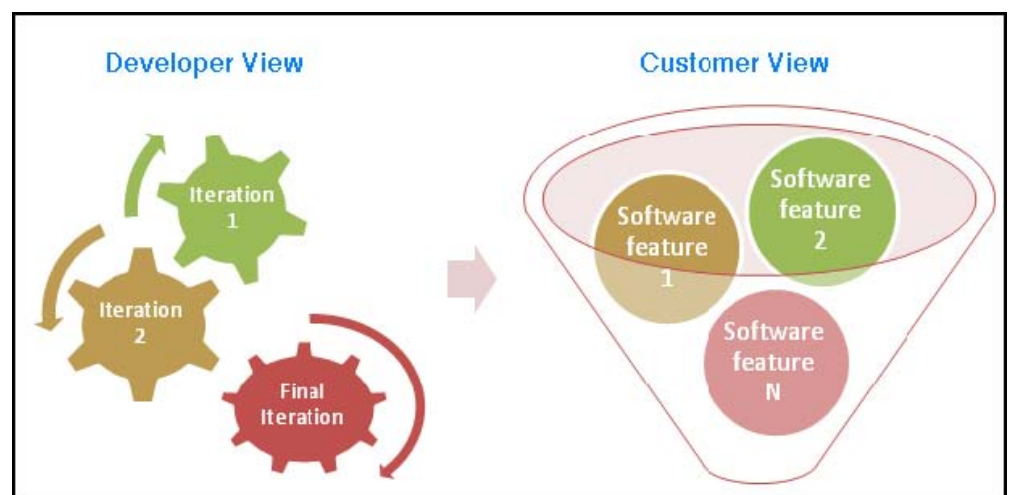 Developer View
Customer View
Iteration
1
Iteration
2
Final
Iteration
Software
feature
1
Software
feature
2
Software
feature
N